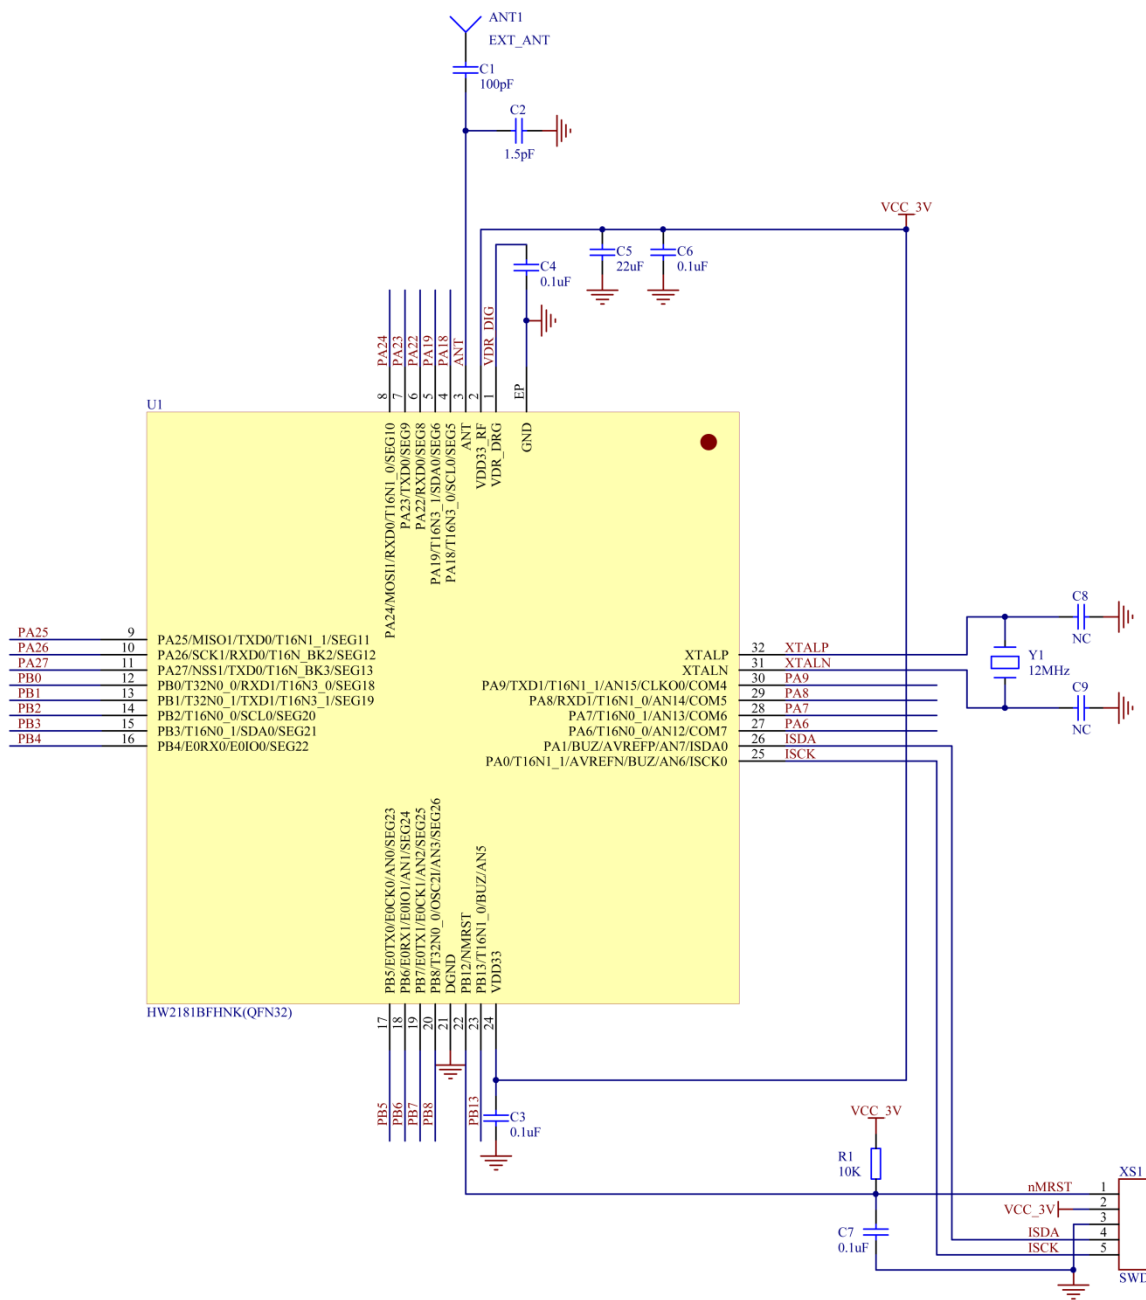 ANT1
EXT_ANT
C1
100pF
C2
1.5pF
VCC_3V
C5
22uF
C6
0.1uF
C4
0.1uF
PA24
PA23
PA22
PA19
PA18
ANT
VDR_DIG
8
7
6
5
4
3
2
1
EP
U1
PA24/MOSI1/RXD0/T16N1_0/SEG10
PA23/TXD0/SEG9
PA22/RXD0/SEG8
PA19/T16N3_1/SDA0/SEG6
PA18/T16N3_0/SCL0/SEG5
ANT
VDD33_RF
VDR_DRG
GND
PA25 9 PA25/MISO1/TXD0/T16N1_1/SEG11
PA26 10 PA26/SCK1/RXD0/T16N_BK2/SEG12
PA27 11 PA27/NSS1/TXD0/T16N_BK3/SEG13
PB0 12 PB0/T32N0_0/RXD1/T16N3_0/SEG18
PB1 13 PB1/T32N0_1/TXD1/T16N3_1/SEG19
PB2 14 PB2/T16N0_0/SCL0/SEG20
PB3 15 PB3/T16N0_1/SDA0/SEG21
PB4 16 PB4/E0RX0/E0IO0/SEG22
XTALP 32 XTALP
XTALN 31 XTALN
PA9/TXD1/T16N1_1/AN15/CLKO0/COM4 30 PA9
PA8/RXD1/T16N1_0/AN14/COM5 29 PA8
PA7/T16N0_1/AN13/COM6 28 PA7
PA6/T16N0_0/AN12/COM7 27 PA6
PA1/BUZ/AVREFP/AN7/ISDA0 26 ISDA
PA0/T16N1_1/AVREFN/BUZ/AN6/ISCK0 25 ISCK
C8
NC
Y1
12MHz
C9
NC
PB5/E0TX0/E0CK0/AN0/SEG23
PB6/E0RX1/E0IO1/AN1/SEG24
PB7/E0TX1/E0CK1/AN2/SEG25
PB8/T32N0_0/OSC2I/AN3/SEG26
DGND
PB12/NMRST
PB13/T16N1_0/BUZ/AN5
VDD33
HW2181BFHNK(QFN32)
17
18
19
20
21
22
23
24
PB5
PB6
PB7
PB8
PB13
C3
0.1uF
VCC_3V
R1
10K
C7
0.1uF
XS1
nMRST 1
VCC_3V 2
3
ISDA 4
ISCK 5
SWD